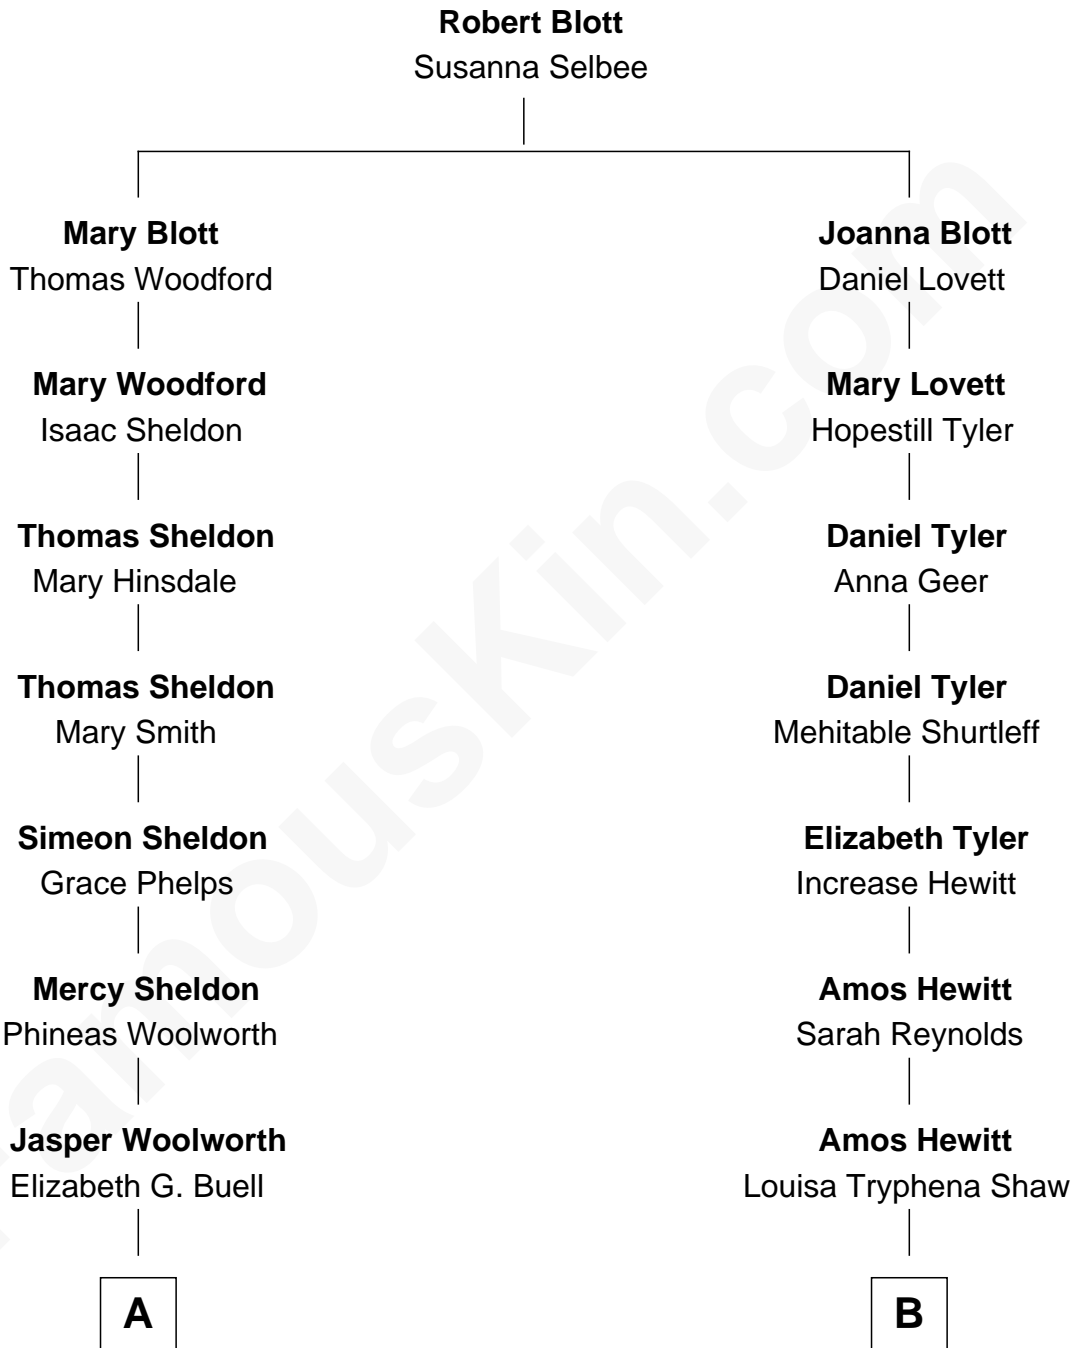 Robert Blott
Susanna Selbee
Mary Blott
Thomas Woodford
Joanna Blott
Daniel Lovett
Mary Woodford
Isaac Sheldon
Mary Lovett
Hopestill Tyler
Thomas Sheldon
Mary Hinsdale
Daniel Tyler
Anna Geer
Thomas Sheldon
Mary Smith
Daniel Tyler
Mehitable Shurtleff
Simeon Sheldon
Grace Phelps
Elizabeth Tyler
Increase Hewitt
Mercy Sheldon
Phineas Woolworth
Amos Hewitt
Sarah Reynolds
Jasper Woolworth
Elizabeth G. Buell
Amos Hewitt
Louisa Tryphena Shaw
A
B
FamousKin.com